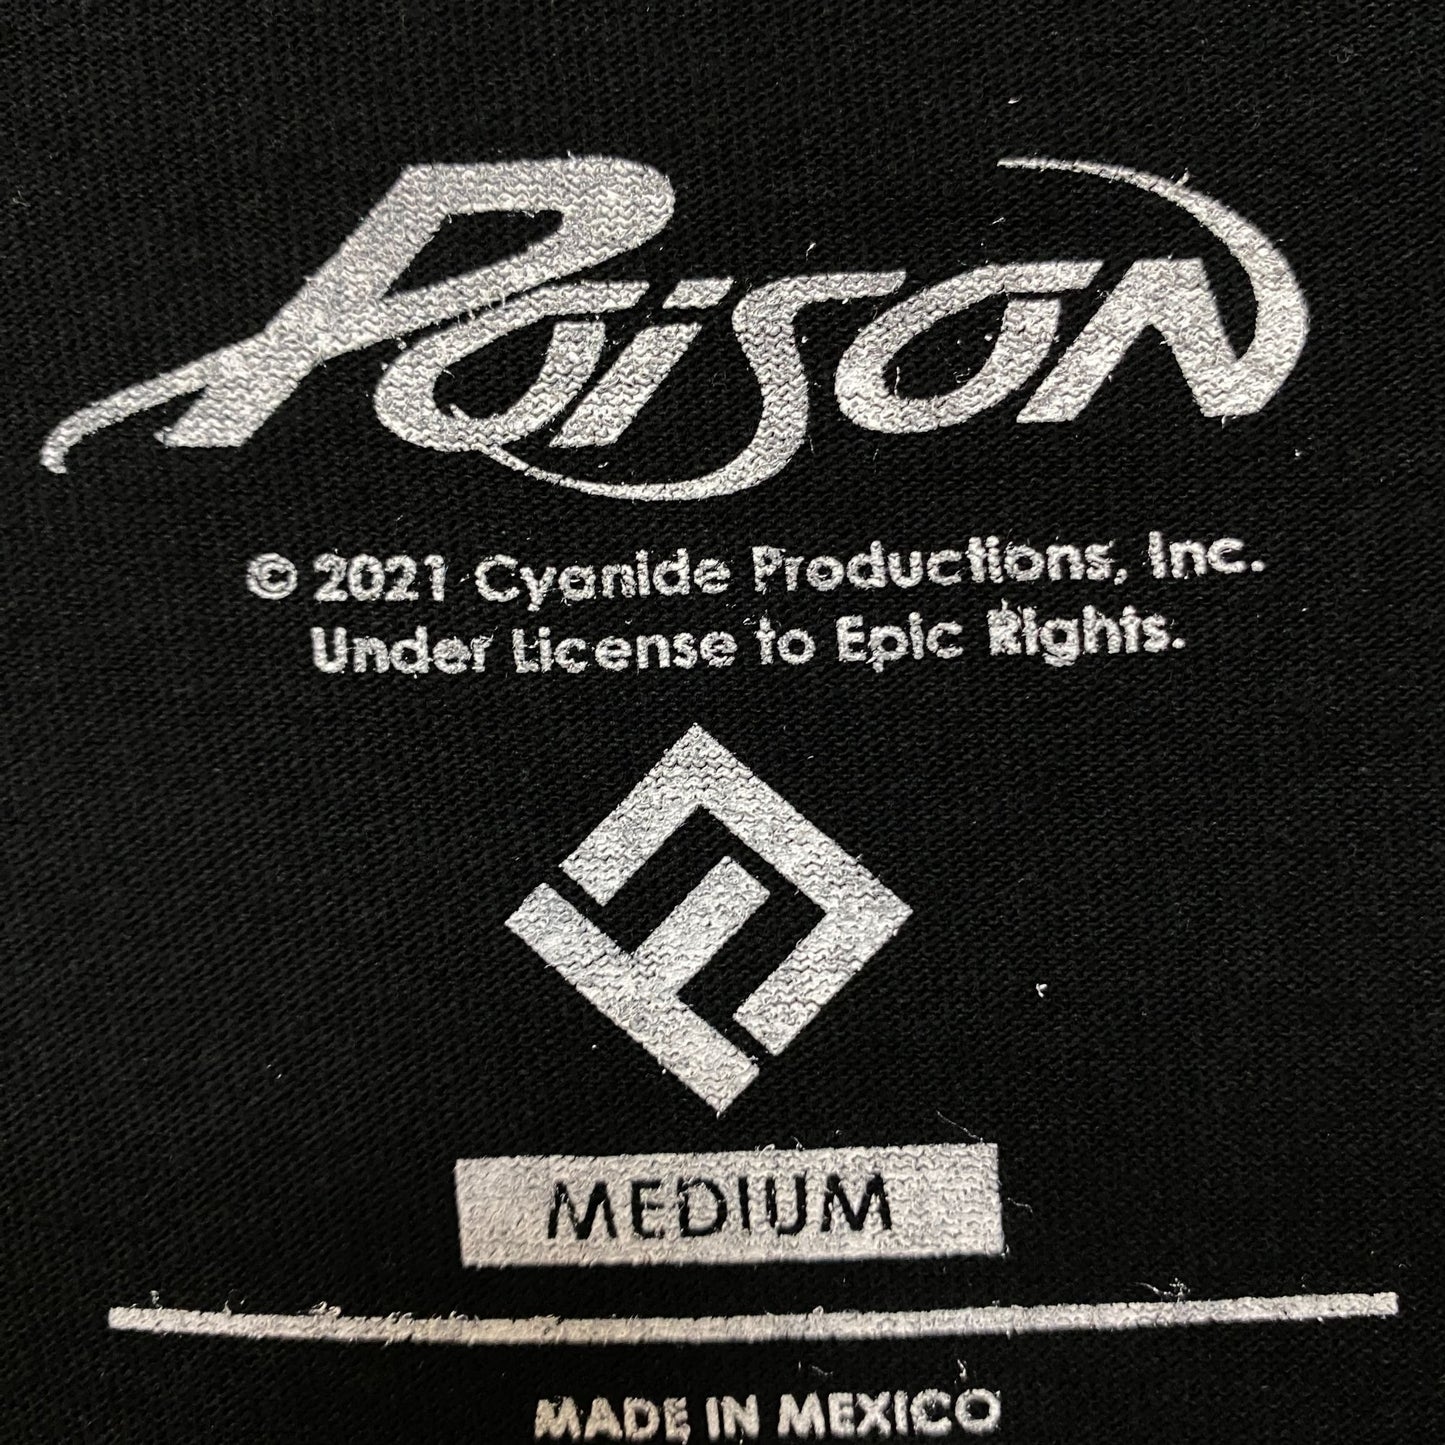 Poison
© 2021 Cyanide Productions, Inc.
Under License to Epic Rights.
MEDIUM
MADE IN MEXICO